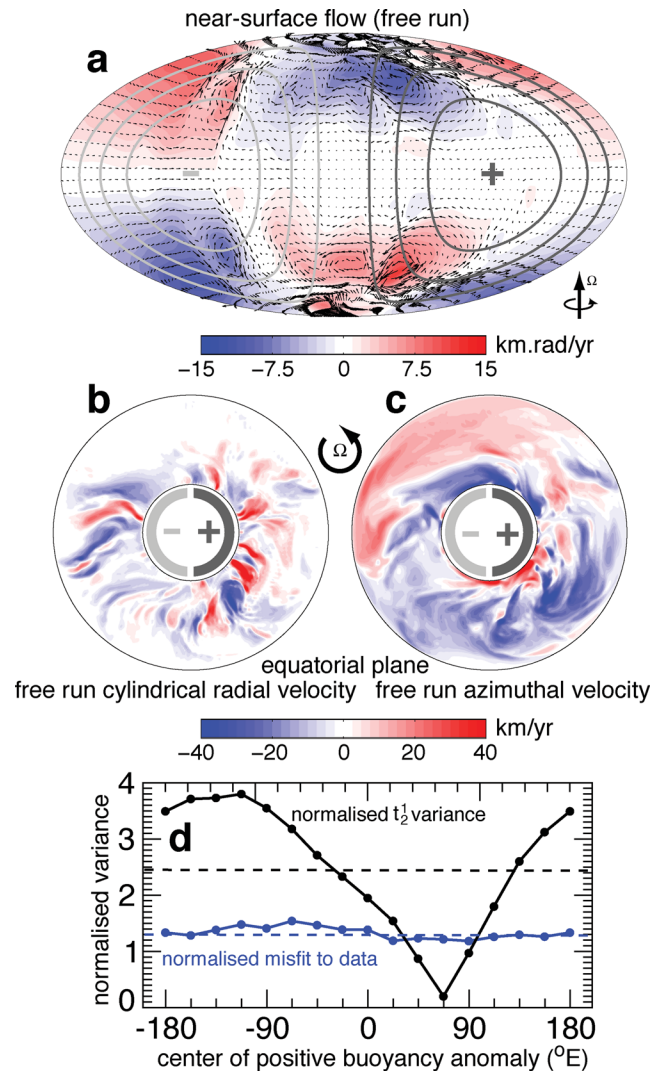 near-surface flow (free run)
a
− +
Ω
km.rad/yr
-15 −7.5 0 7.5 15
b c
Ω
− + − +
equatorial plane
free run cylindrical radial velocity free run azimuthal velocity
km/yr
−40 −20 0 20 40
normalised variance
4
3
2
1
0
d
normalised t₂¹ variance
normalised misfit to data
-180 -90 0 90 180
center of positive buoyancy anomaly (°E)